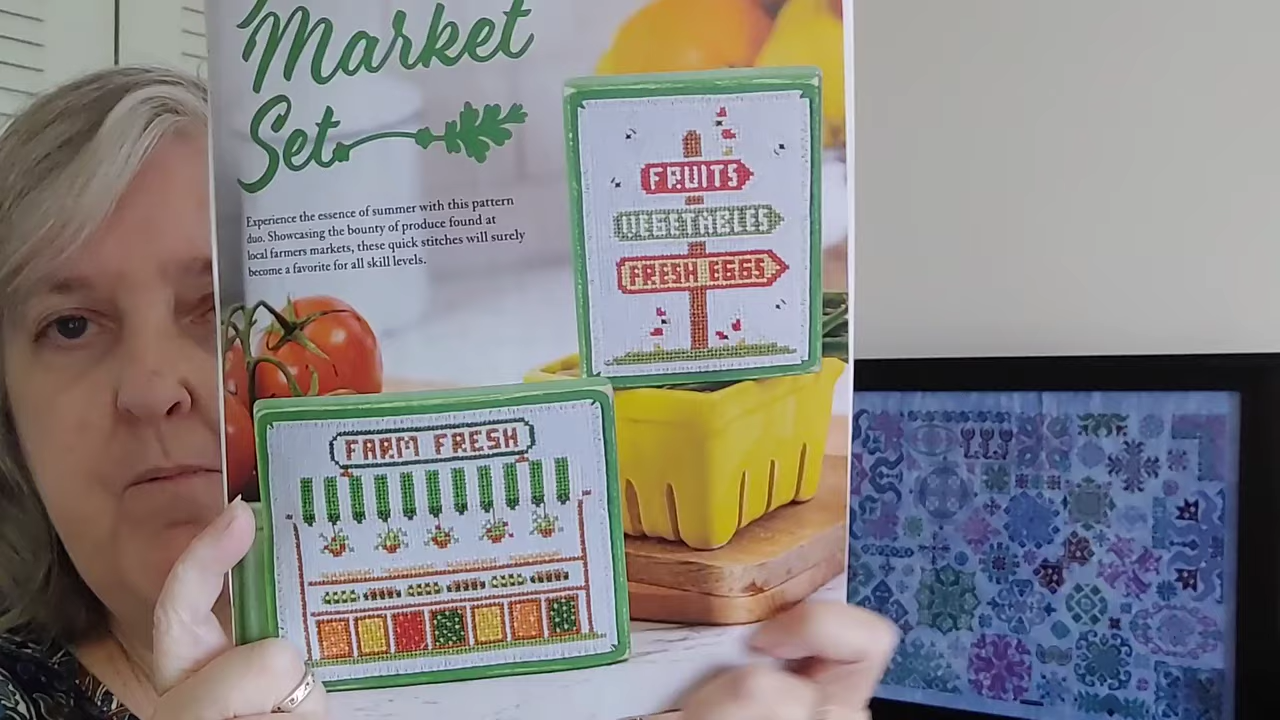 Market
Set
Experience the essence of summer with this pattern
duo. Showcasing the bounty of produce found at
local farmers markets, these quick stitches will surely
become a favorite for all skill levels.
FRUITS
VEGETABLES
FRESH EGGS
FARM FRESH